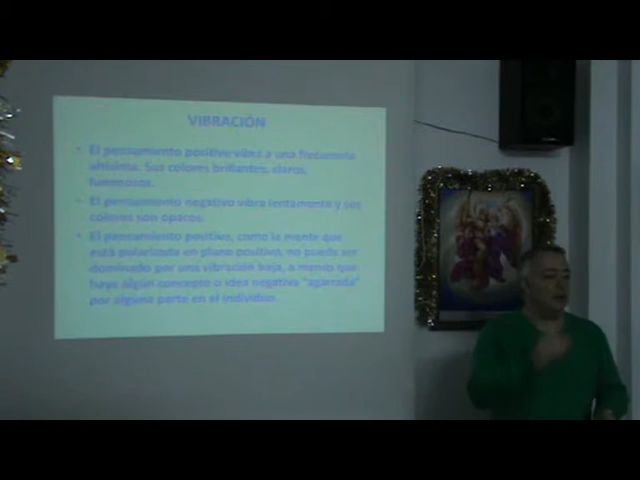 VIBRACIÓN
• El pensamiento positivo vibra a una frecuencia
altísima. Sus colores brillantes, claros,
luminosos.
• El pensamiento negativo vibra lentamente y sus
colores son opacos.
• El pensamiento positivo, como la mente que
está polarizada en plano positivo, no puede ser
dominado por una vibración baja, a menos que
haya algún concepto o idea negativa "agarrada"
por alguna parte en el individuo.